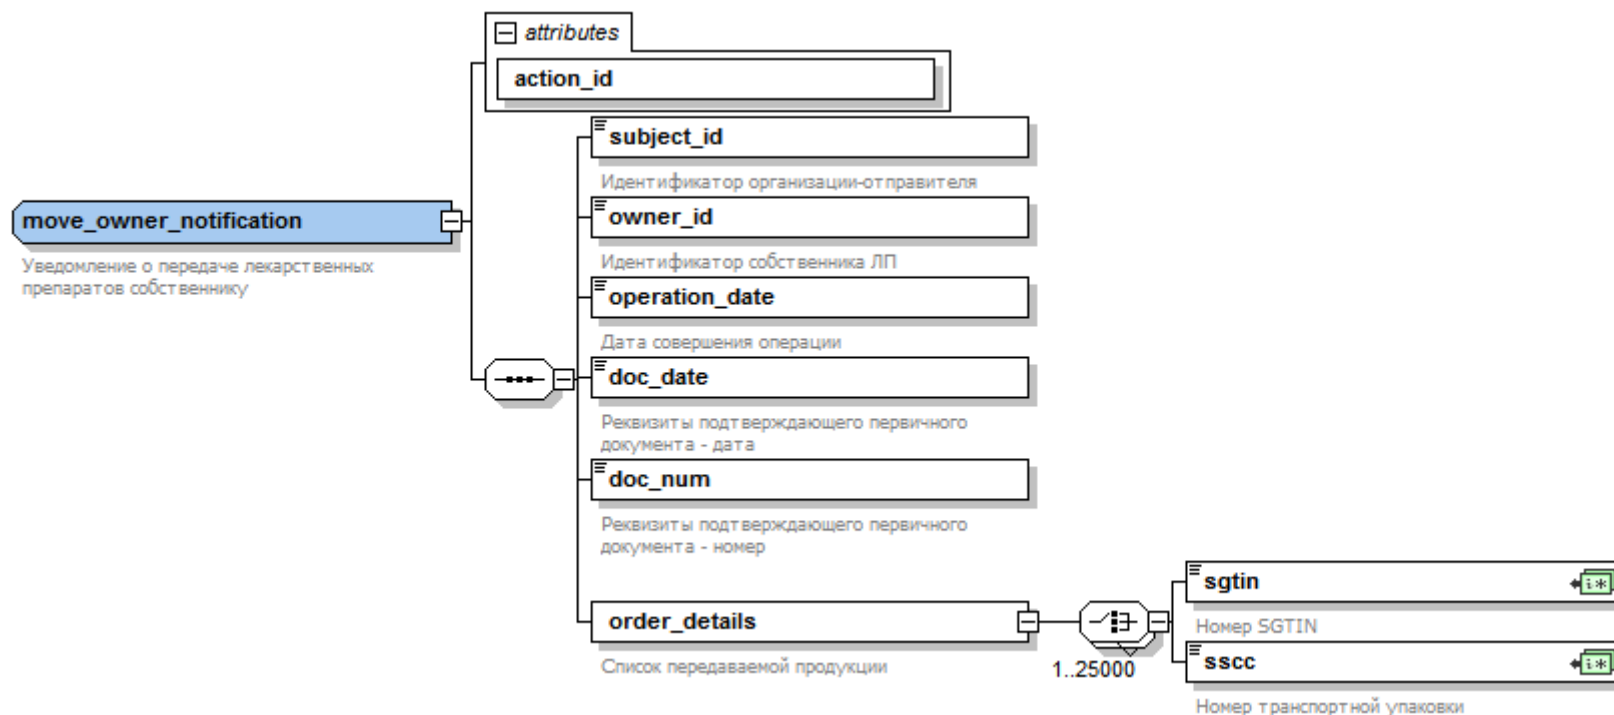 attributes
action_id
subject_id
Идентификатор организации-отправителя
move_owner_notification
Уведомление о передаче лекарственных
препаратов собственнику
owner_id
Идентификатор собственника ЛП
operation_date
Дата совершения операции
doc_date
Реквизиты подтверждающего первичного
документа - дата
doc_num
Реквизиты подтверждающего первичного
документа - номер
order_details
Список передаваемой продукции
1..25000
sgtin
Номер SGTIN
sscc
Номер транспортной упаковки